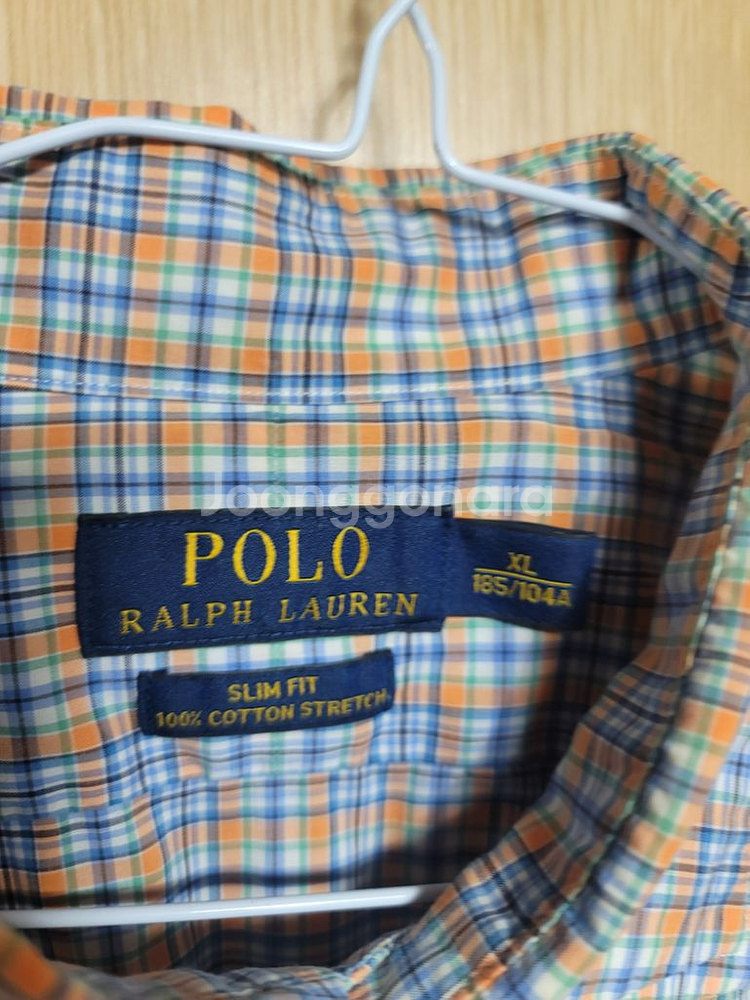 Joonggonara
POLO
RALPH LAUREN
XL
185/104A
SLIM FIT
100% COTTON STRETCH